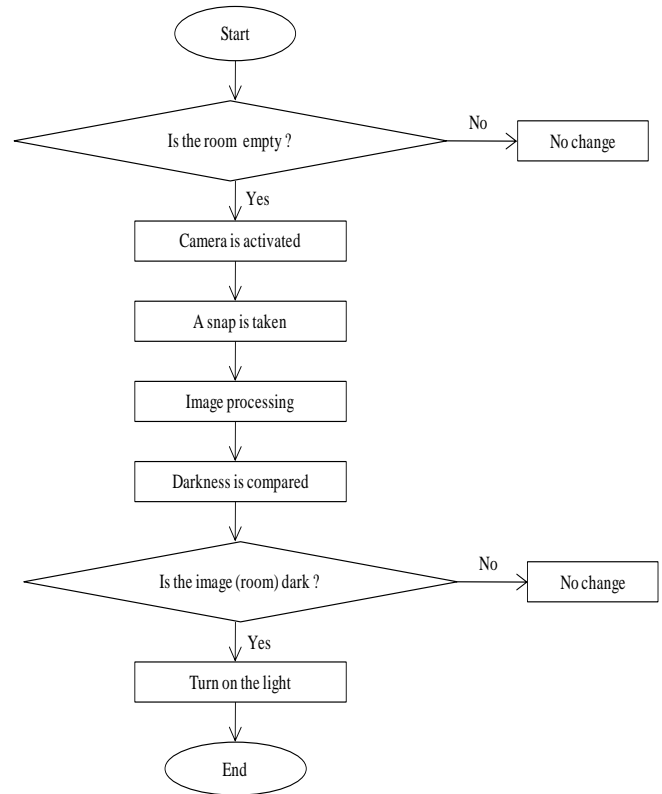 Start
Is the room empty ?
No
No change
Yes
Camera is activated
A snap is taken
Image processing
Darkness is compared
Is the image (room) dark ?
No
No change
Yes
Turn on the light
End